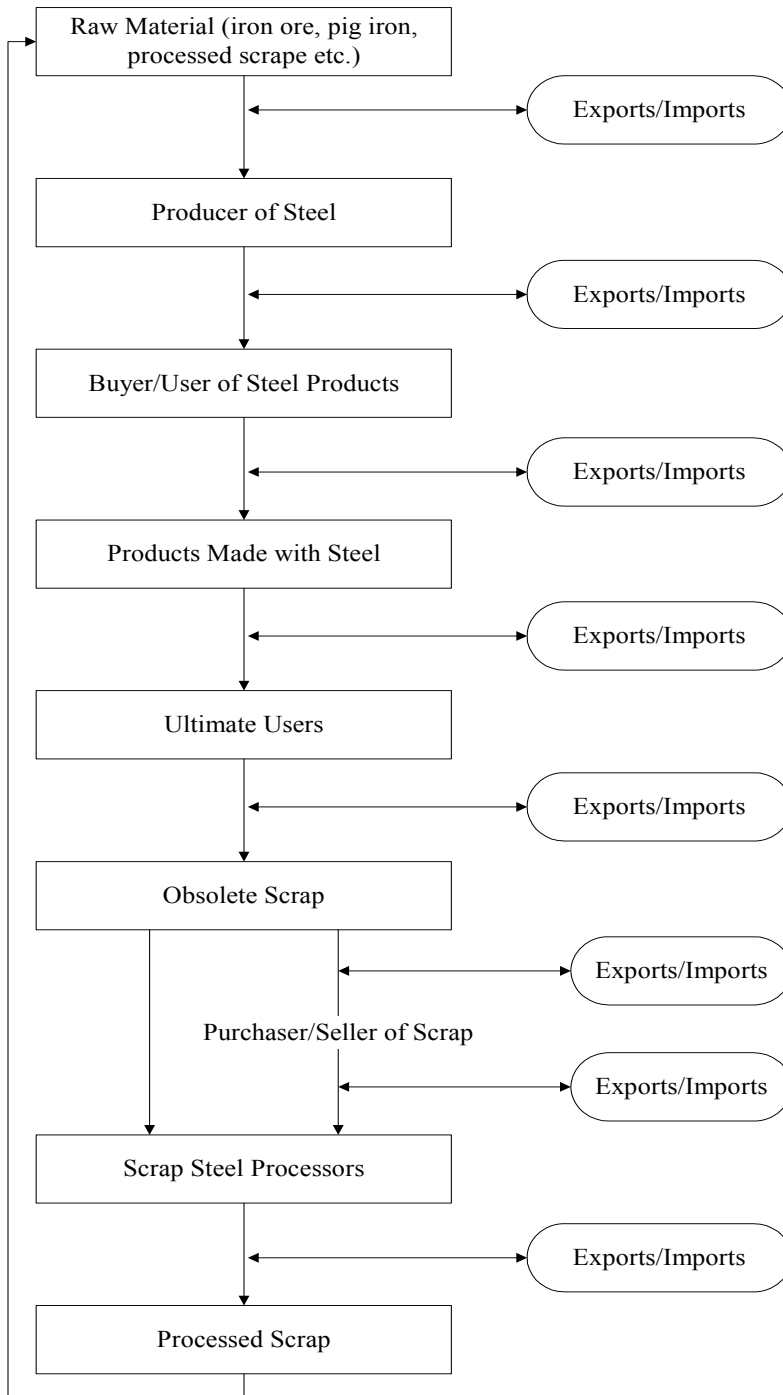 Raw Material (iron ore, pig iron,
processed scrape etc.)
Exports/Imports
Producer of Steel
Exports/Imports
Buyer/User of Steel Products
Exports/Imports
Products Made with Steel
Exports/Imports
Ultimate Users
Exports/Imports
Obsolete Scrap
Exports/Imports
Purchaser/Seller of Scrap
Exports/Imports
Scrap Steel Processors
Exports/Imports
Processed Scrap